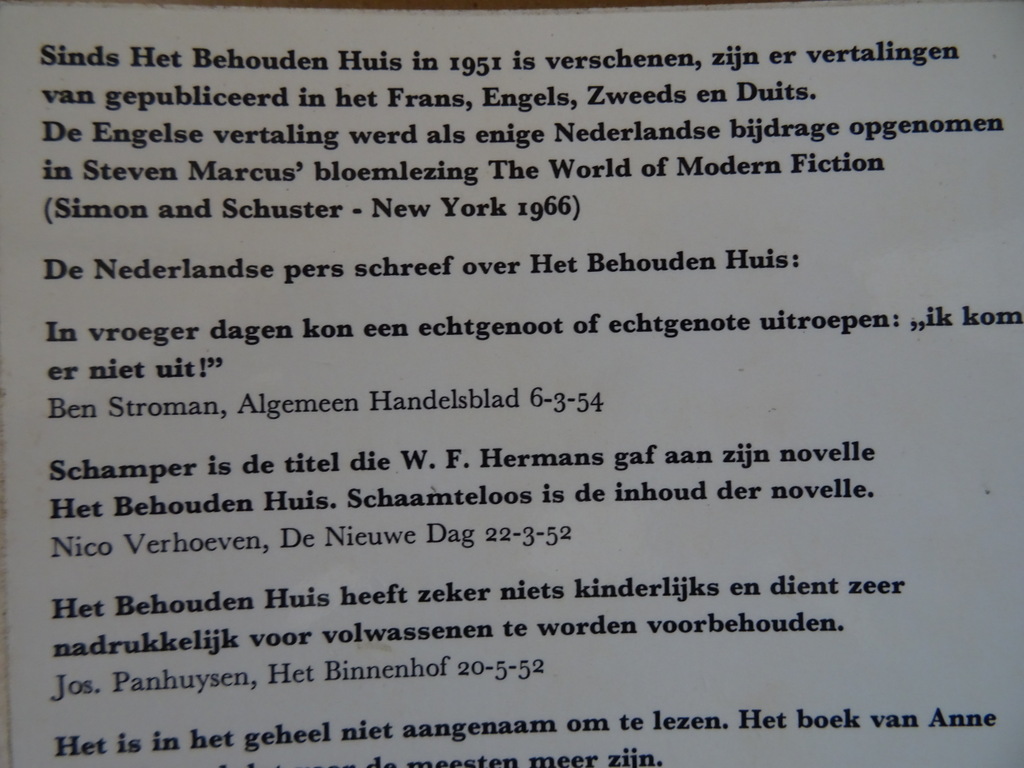 Sinds Het Behouden Huis in 1951 is verschenen, zijn er vertalingen
van gepubliceerd in het Frans, Engels, Zweeds en Duits.
De Engelse vertaling werd als enige Nederlandse bijdrage opgenomen
in Steven Marcus’ bloemlezing The World of Modern Fiction
(Simon and Schuster - New York 1966)
De Nederlandse pers schreef over Het Behouden Huis:
In vroeger dagen kon een echtgenoot of echtgenote uitroepen: „ik kom
er niet uit!”
Ben Stroman, Algemeen Handelsblad 6-3-54
Schamper is de titel die W. F. Hermans gaf aan zijn novelle
Het Behouden Huis. Schaamteloos is de inhoud der novelle.
Nico Verhoeven, De Nieuwe Dag 22-3-52
Het Behouden Huis heeft zeker niets kinderlijks en dient zeer
nadrukkelijk voor volwassenen te worden voorbehouden.
Jos. Panhuysen, Het Binnenhof 20-5-52
Het is in het geheel niet aangenaam om te lezen. Het boek van Anne
de meesten meer zijn.